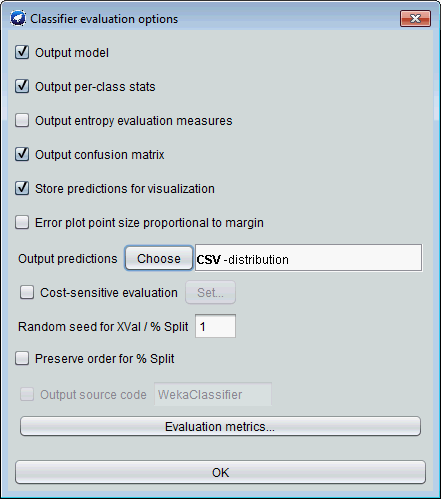 Classifier evaluation options
Output model
Output per-class stats
Output entropy evaluation measures
Output confusion matrix
Store predictions for visualization
Error plot point size proportional to margin
Output predictions Choose CSV -distribution
Cost-sensitive evaluation Set...
Random seed for XVal / % Split 1
Preserve order for % Split
Output source code WekaClassifier
Evaluation metrics...
OK